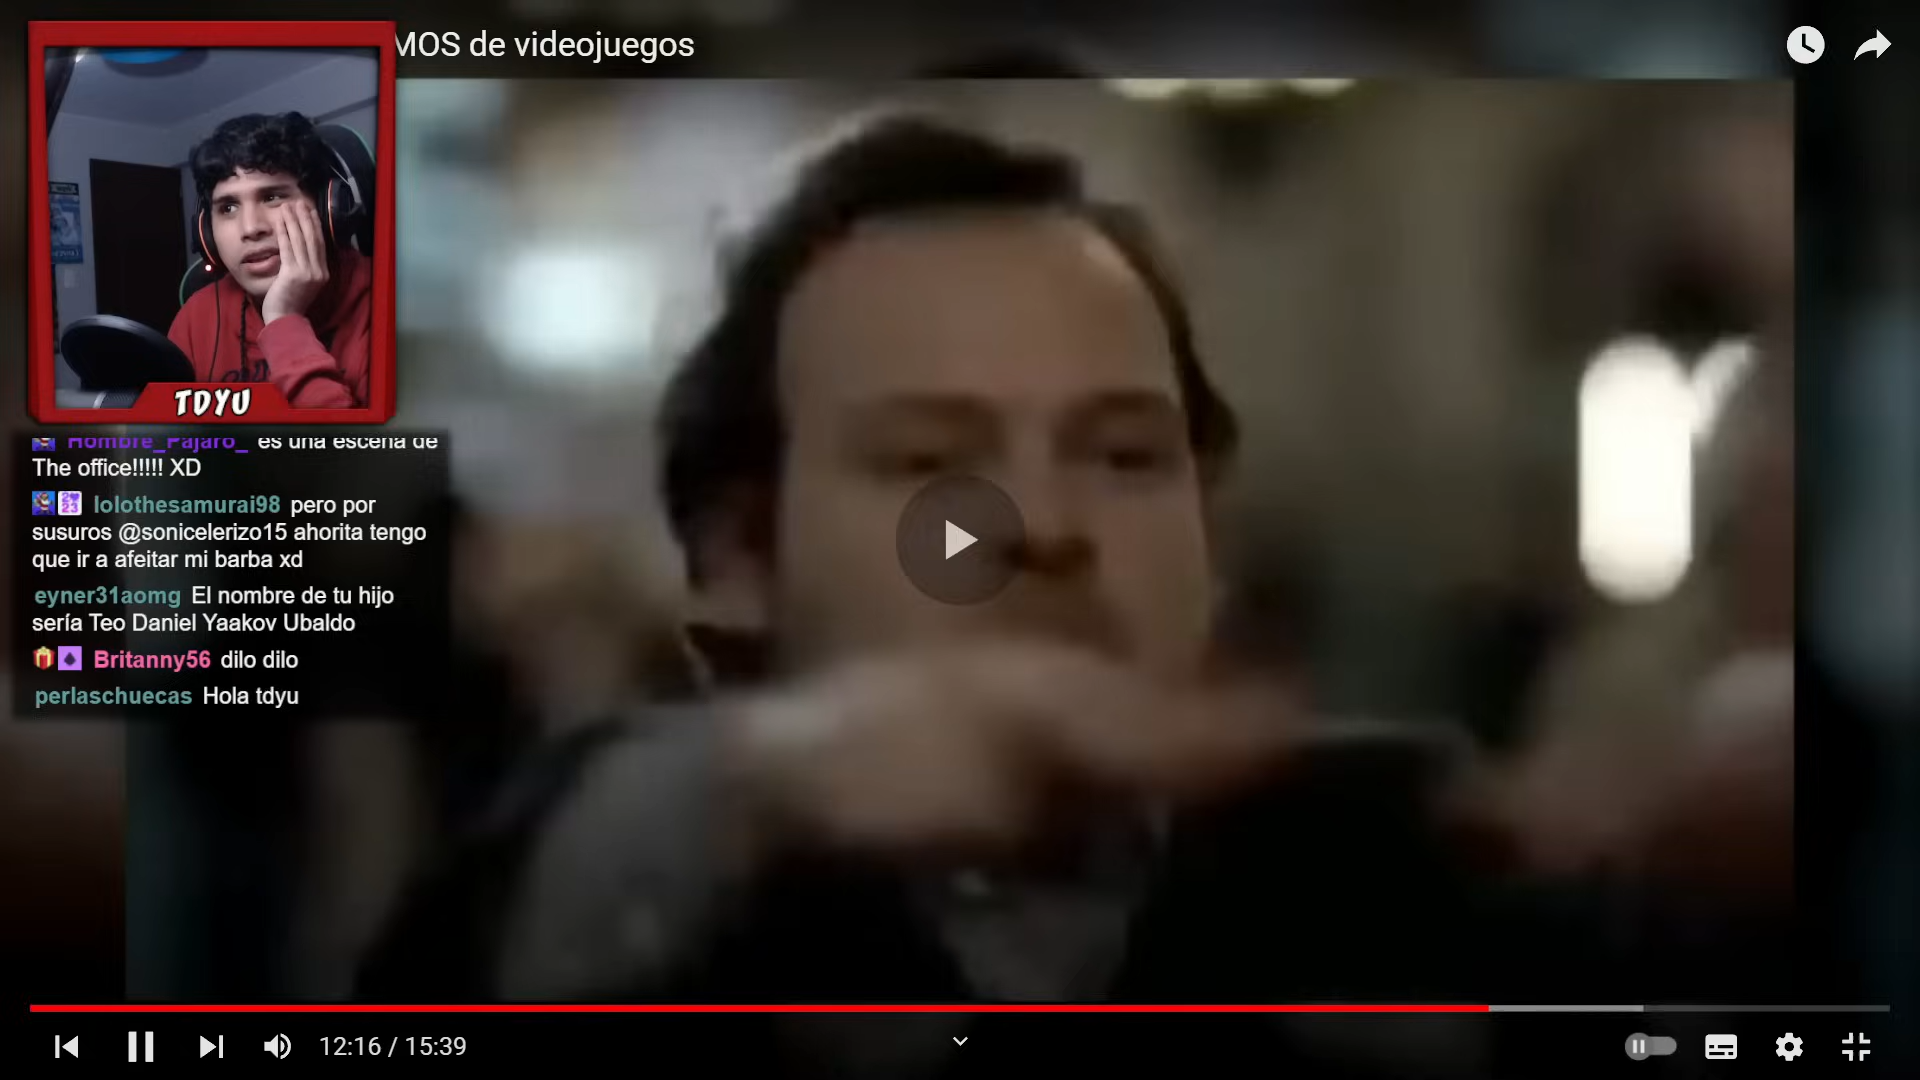 MOS de videojuegos
TDYU
Hombre_Pajaro_ es una escena de
The office!!!!! XD
lolothesamurai98 pero por
susuros @sonicelerizo15 ahorita tengo
que ir a afeitar mi barba xd
eyner31aomg El nombre de tu hijo
sería Teo Daniel Yaakov Ubaldo
Britanny56 dilo dilo
perlaschuecas Hola tdyu
12:16 / 15:39